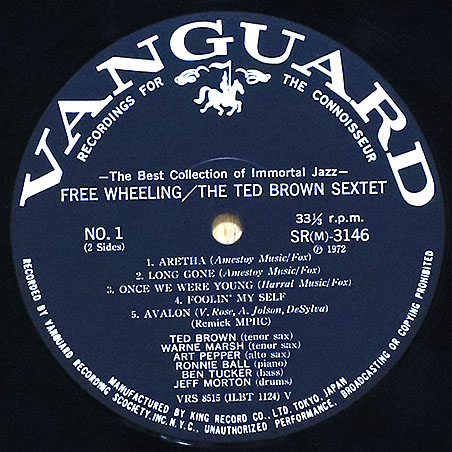 VANGUARD
RECORDINGS FOR THE CONNOISSEUR
—The Best Collection of Immortal Jazz—
FREE WHEELING/THE TED BROWN SEXTET
NO. 1
(2 Sides)
33⅓ r.p.m.
SR(M)-3146
Ⓟ 1972
1. ARETHA (Amestoy Music/Fox)
2. LONG GONE (Amestoy Music/Fox)
3. ONCE WE WERE YOUNG (Harral Music/Fox)
4. FOOLIN' MY SELF
5. AVALON (V. Rose, A. Jolson, DeSylva)
(Remick MPHC)
TED BROWN (tenor sax)
WARNE MARSH (tenor sax)
ART PEPPER (alto sax)
RONNIE BALL (piano)
BEN TUCKER (bass)
JEFF MORTON (drums)
VRS 8515 (ILBT 1124) V
RECORDED BY VANGUARD RECORDING SCOCIETY, INC. N.Y.C., UNAUTHORIZED PERFORMANCE, BROADCASTING OR COPYING PROHIBITED
MANUFACTURED BY KING RECORD CO., LTD. TOKYO, JAPAN